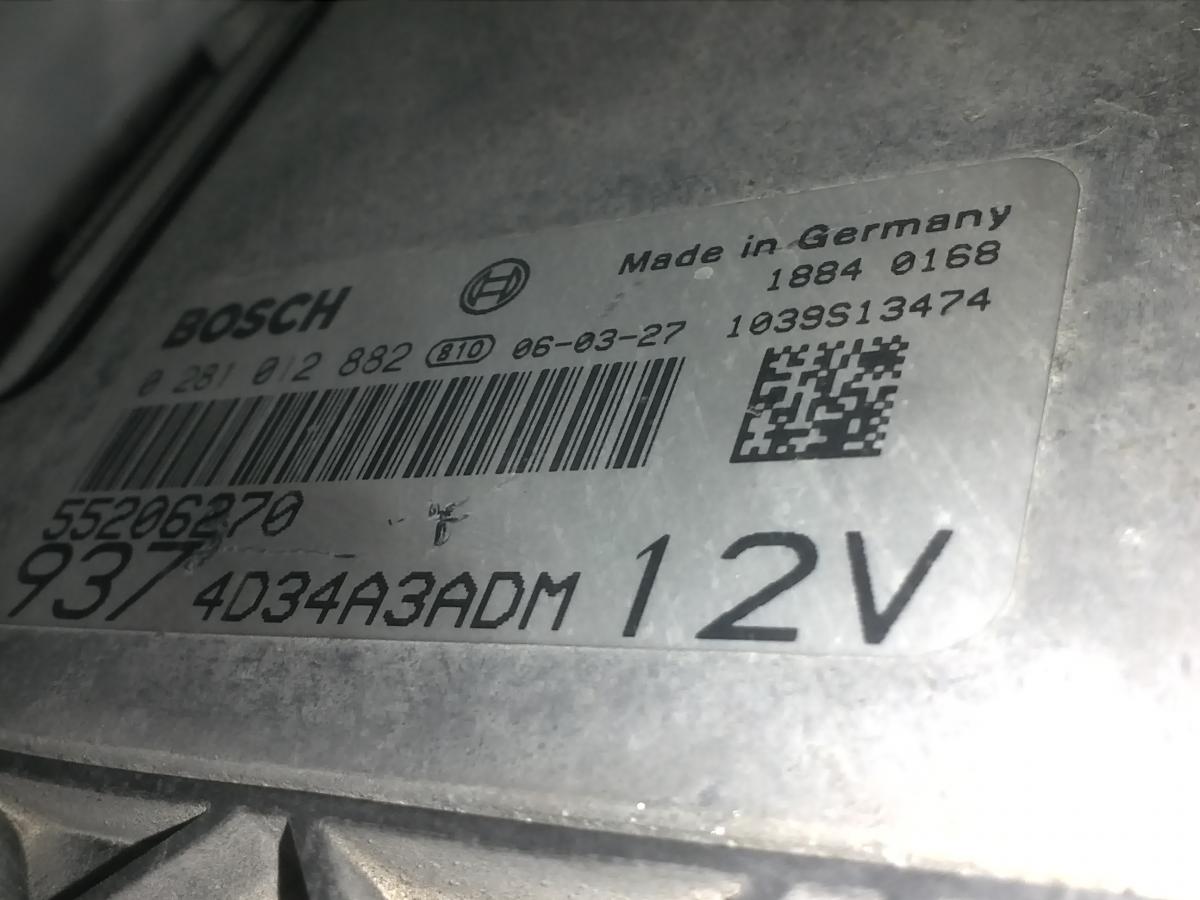 Made in Germany
BOSCH
1884 0168
0 281 012 882 810 06-03-27 1039S13474
55206270
937 4D34A3ADM 12V